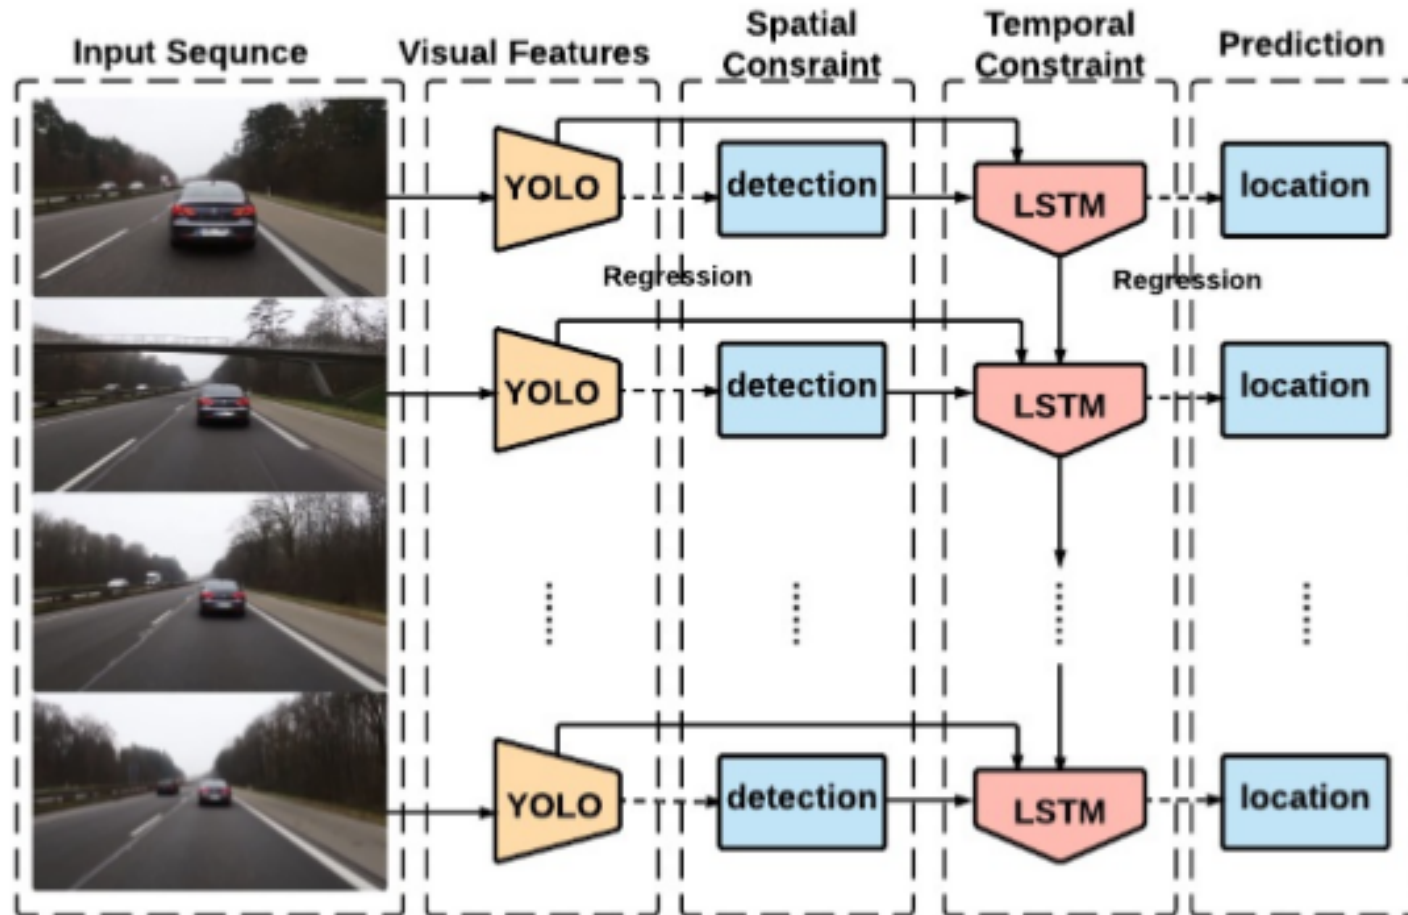 Input Sequnce
Visual Features
Spatial
Consraint
Temporal
Constraint
Prediction
YOLO
detection
LSTM
location
Regression
Regression
YOLO
detection
LSTM
location
YOLO
detection
LSTM
location